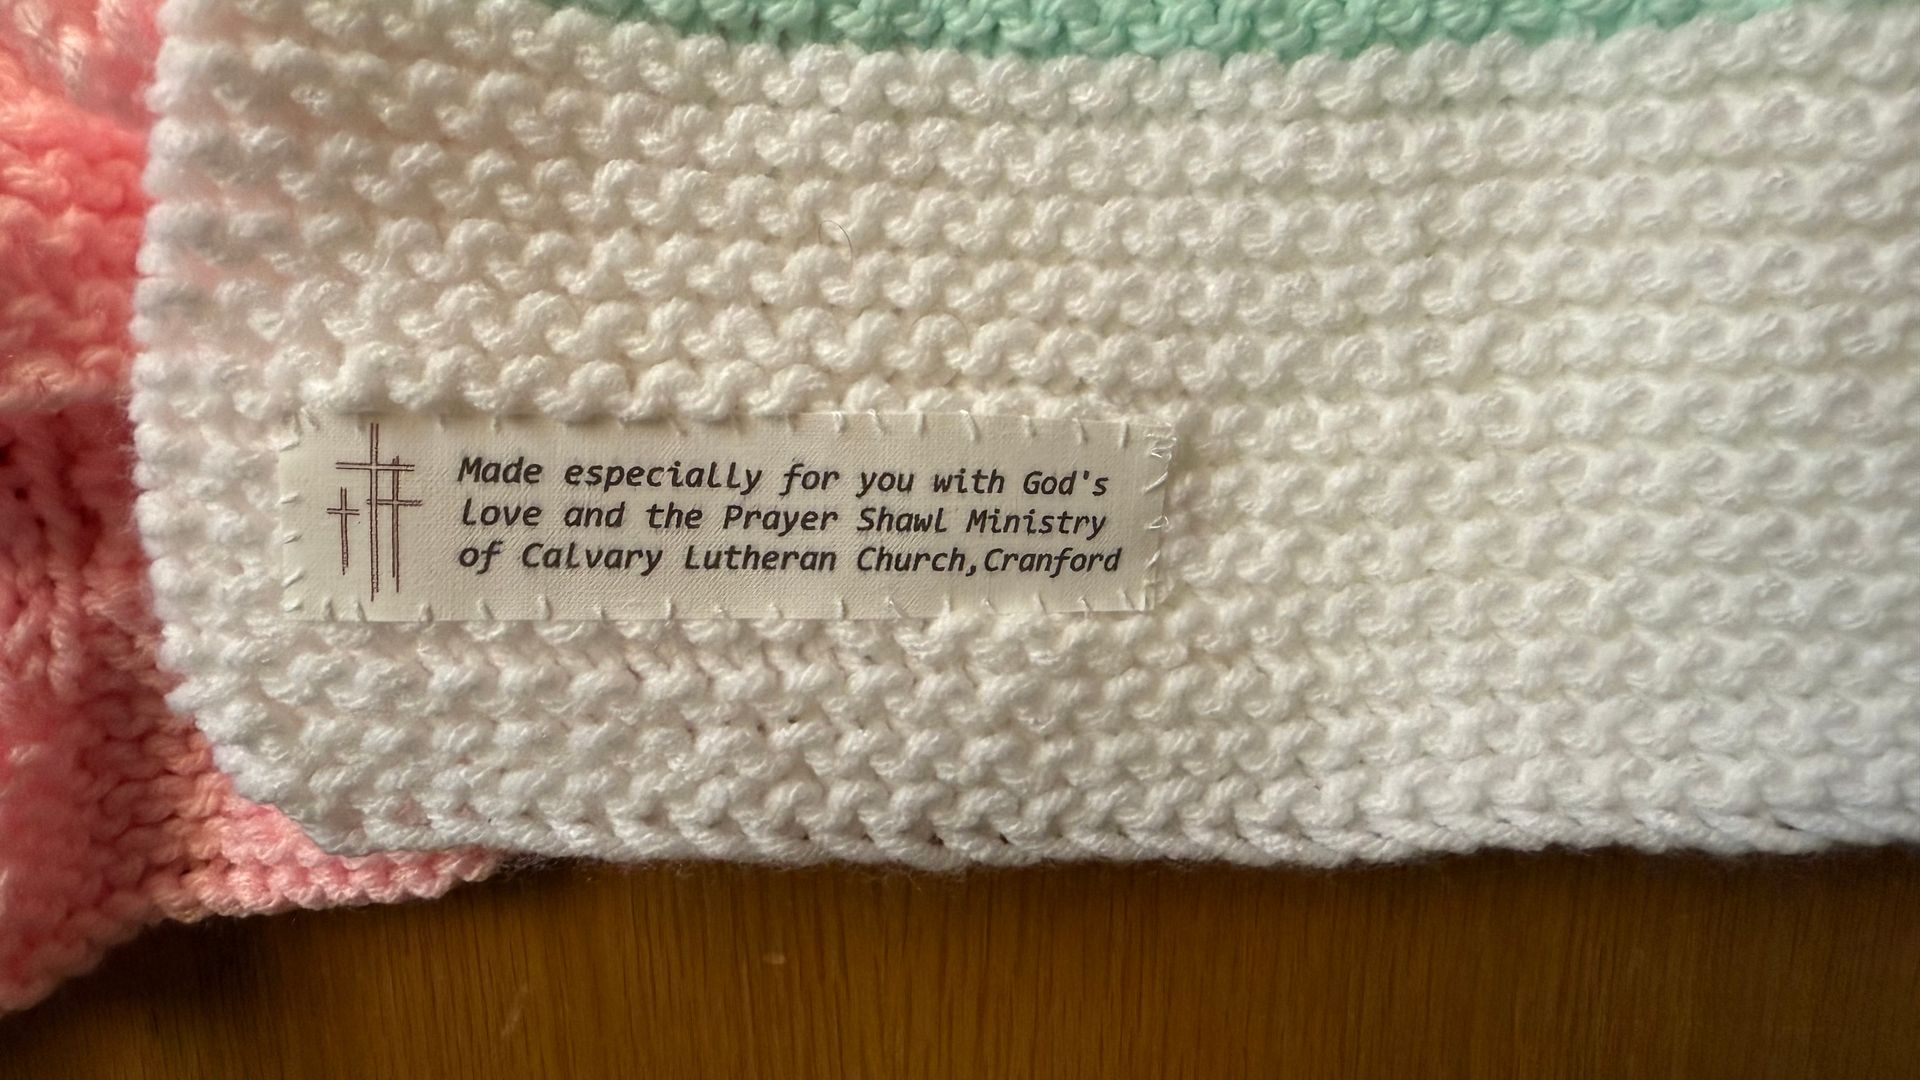 Made especially for you with God's
Love and the Prayer Shawl Ministry
of Calvary Lutheran Church, Cranford